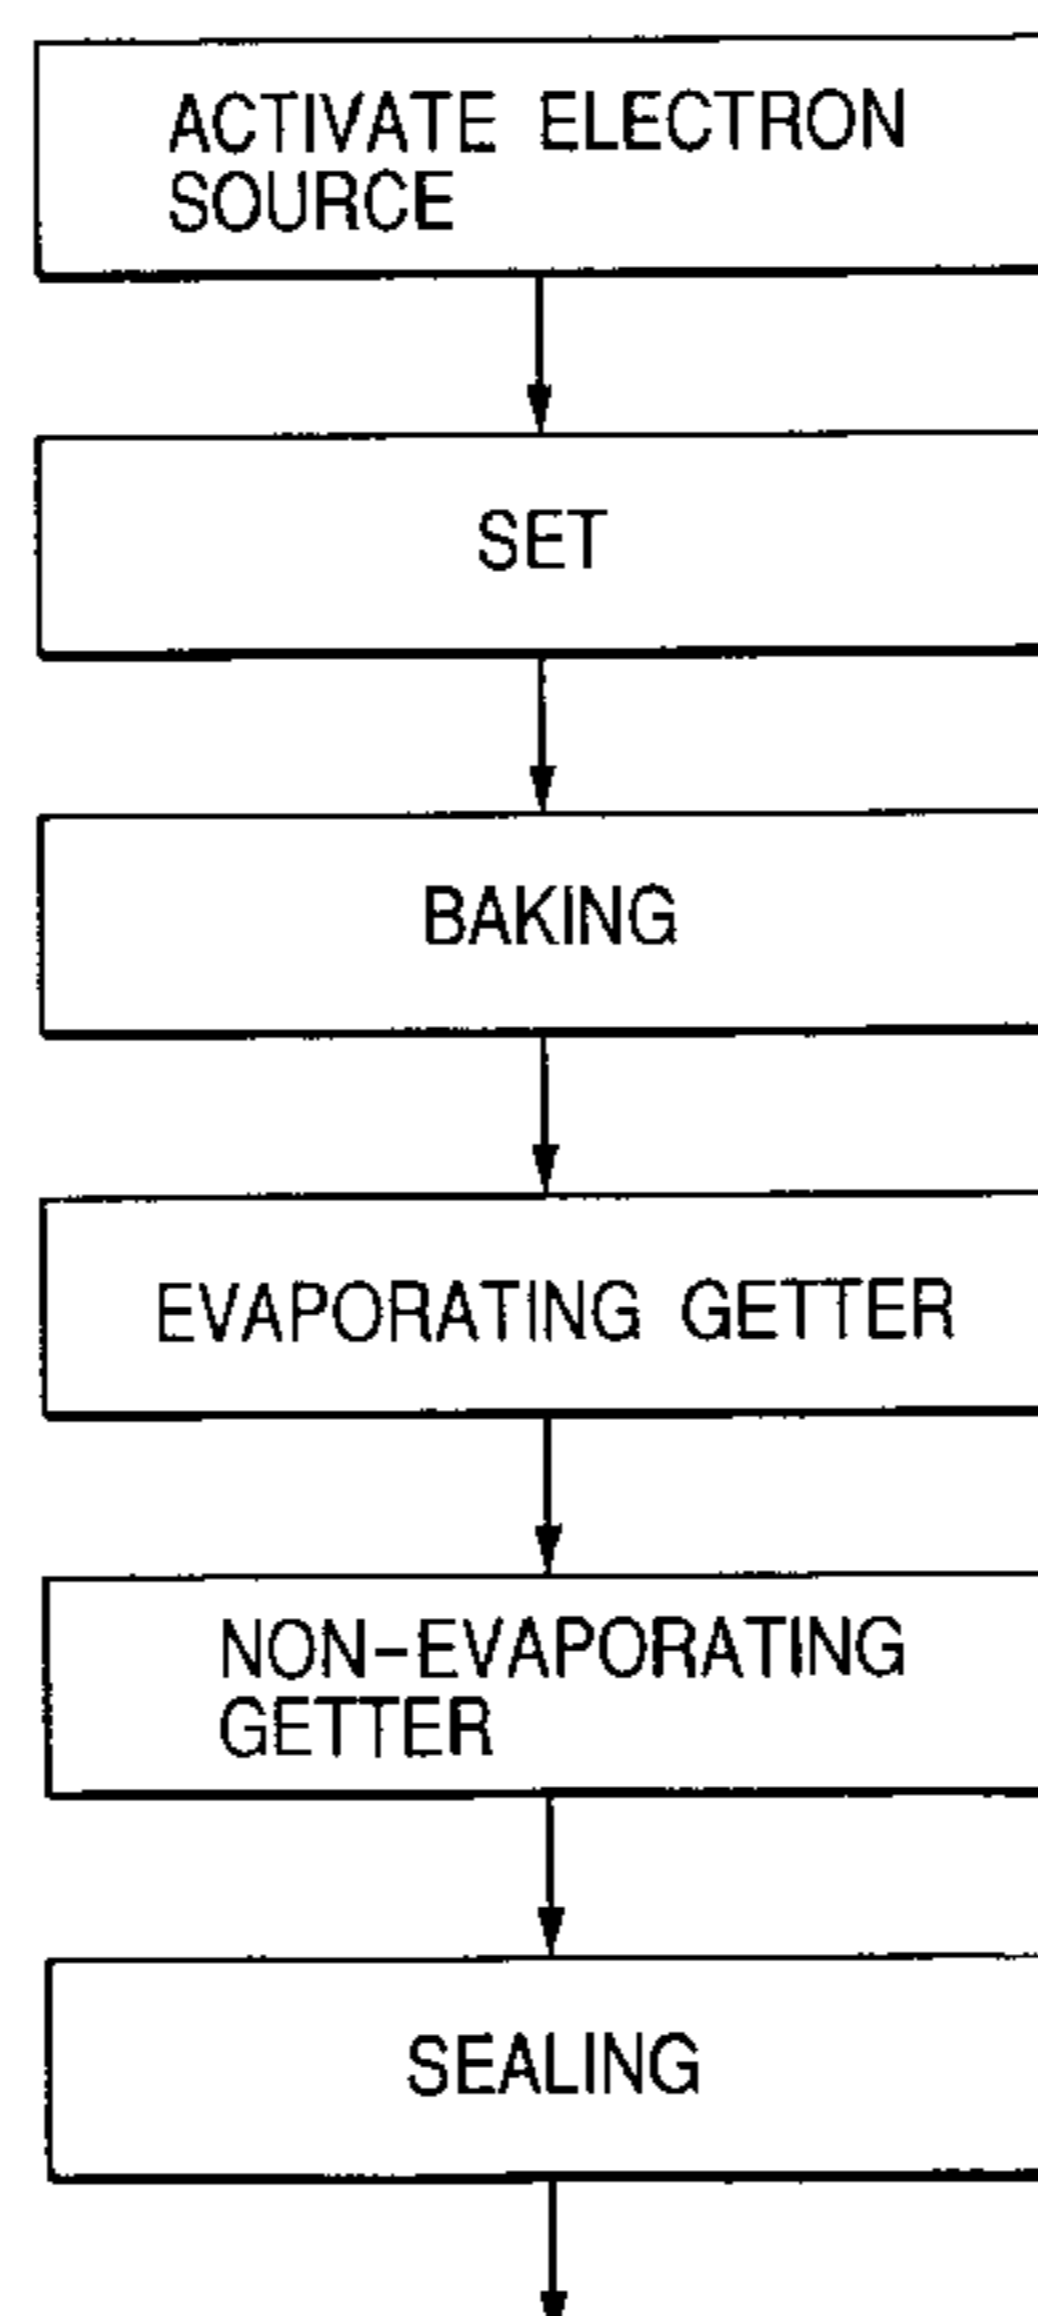 ACTIVATE ELECTRON
SOURCE
SET
BAKING
EVAPORATING GETTER
NON-EVAPORATING
GETTER
SEALING